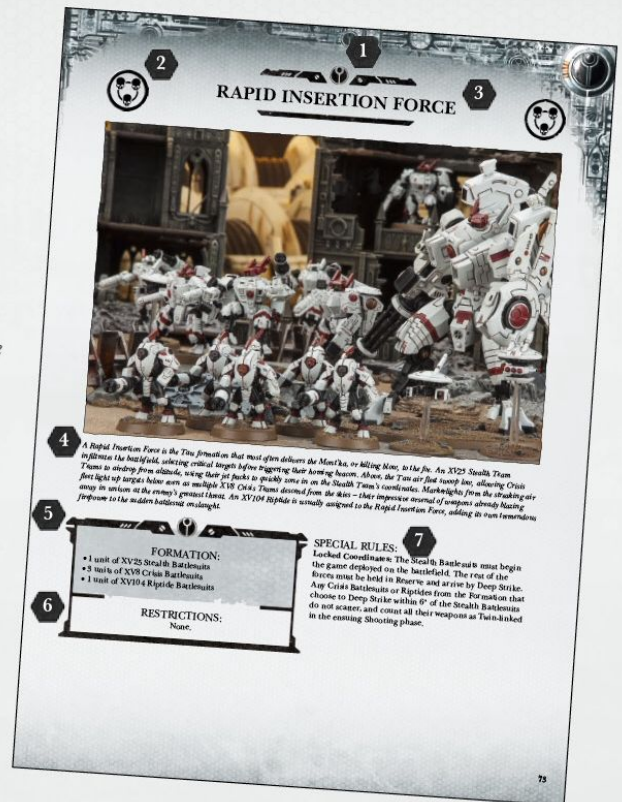 1
2
RAPID INSERTION FORCE
3
4
A Rapid Insertion Force is the Tau formation that most often delivers the Mont'ka, or killing blow, to the foe. An XV25 Stealth Team
infiltrates the battlefield, selecting critical targets before triggering their homing beacon. Above, the Tau air fleet swoop low, allowing Crisis
Teams to airdrop from altitude, using their jet packs to quickly zone in on the Stealth Team's coordinates. Markerlights from the streaking air
fleet light up targets below even as multiple XV8 Crisis Teams descend from the skies – their impressive arsenal of weapons already blazing
away in unison at the enemy's greatest threat. An XV104 Riptide is usually assigned to the Rapid Insertion Force, adding its own tremendous
firepower to the sudden battlesuit onslaught.
5
FORMATION:
• 1 unit of XV25 Stealth Battlesuits
• 3 units of XV8 Crisis Battlesuits
• 1 unit of XV104 Riptide Battlesuits
6
RESTRICTIONS:
None.
7
SPECIAL RULES:
Locked Coordinates: The Stealth Battlesuits must begin
the game deployed on the battlefield. The rest of the
forces must be held in Reserve and arrive by Deep Strike.
Any Crisis Battlesuits or Riptides from the Formation that
choose to Deep Strike within 6" of the Stealth Battlesuits
do not scatter, and count all their weapons as Twin-linked
in the ensuing Shooting phase.
75